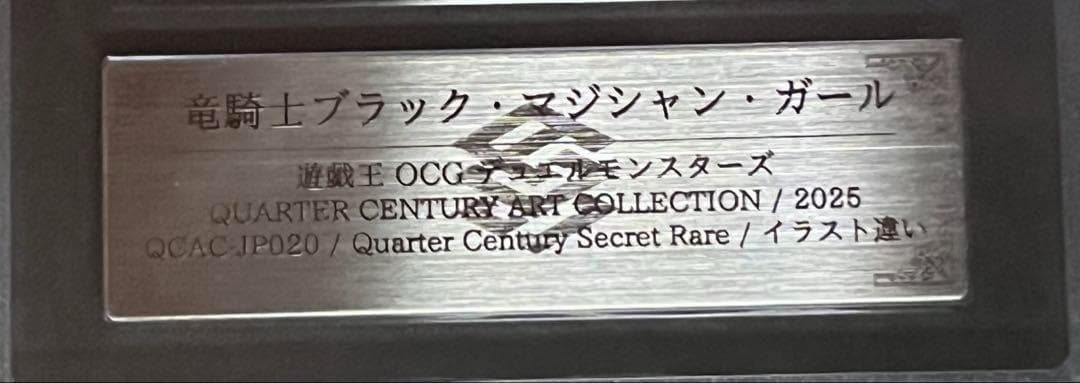 竜騎士ブラック・マジシャン・ガール
遊戯王 OCG デュエルモンスターズ
QUARTER CENTURY ART COLLECTION / 2025
QCAC-JP020 / Quarter Century Secret Rare / イラスト違い